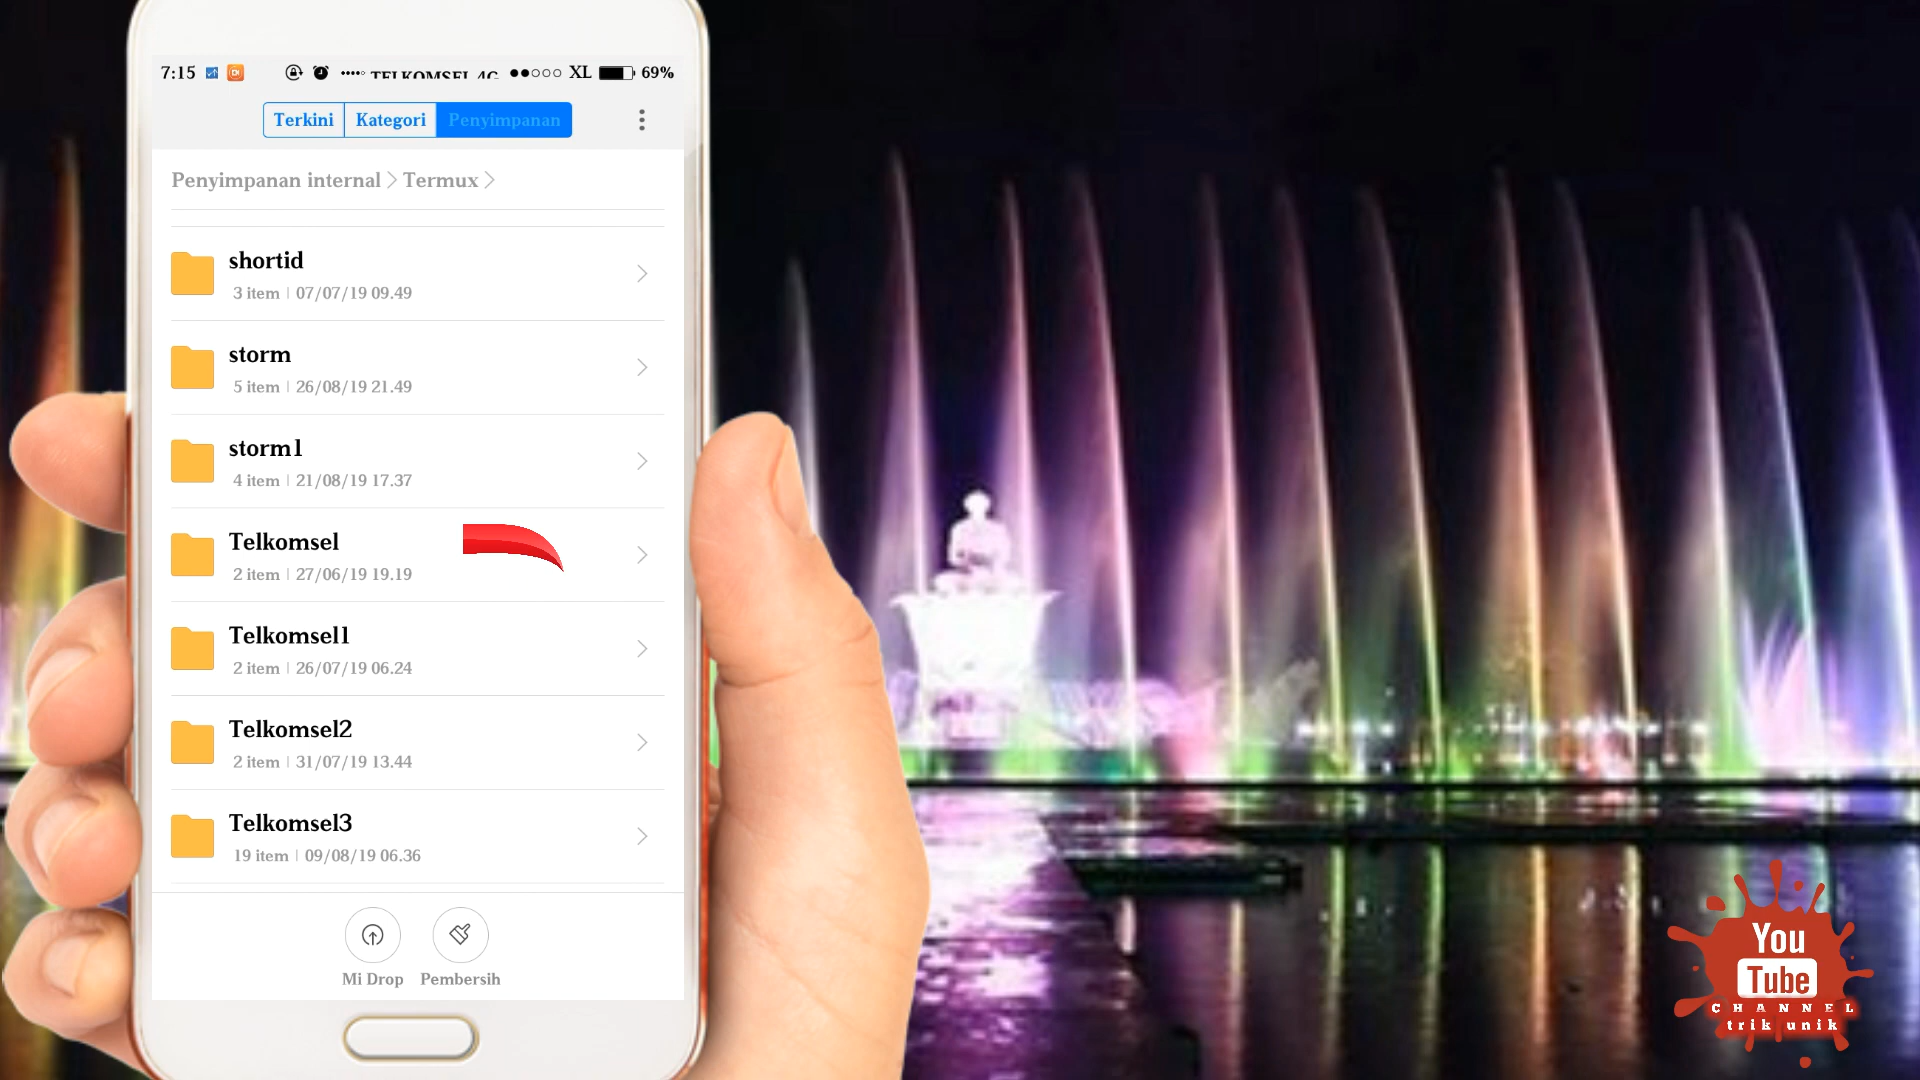 7:15 TELKOMSEL 4G XL 69%
Terkini Kategori Penyimpanan
Penyimpanan internal > Termux >
shortid
3 item | 07/07/19 09.49
storm
5 item | 26/08/19 21.49
storm1
4 item | 21/08/19 17.37
Telkomsel
2 item | 27/06/19 19.19
Telkomsel1
2 item | 26/07/19 06.24
Telkomsel2
2 item | 31/07/19 13.44
Telkomsel3
19 item | 09/08/19 06.36
Mi Drop Pembersih
You
Tube
CHANNEL
trik unik